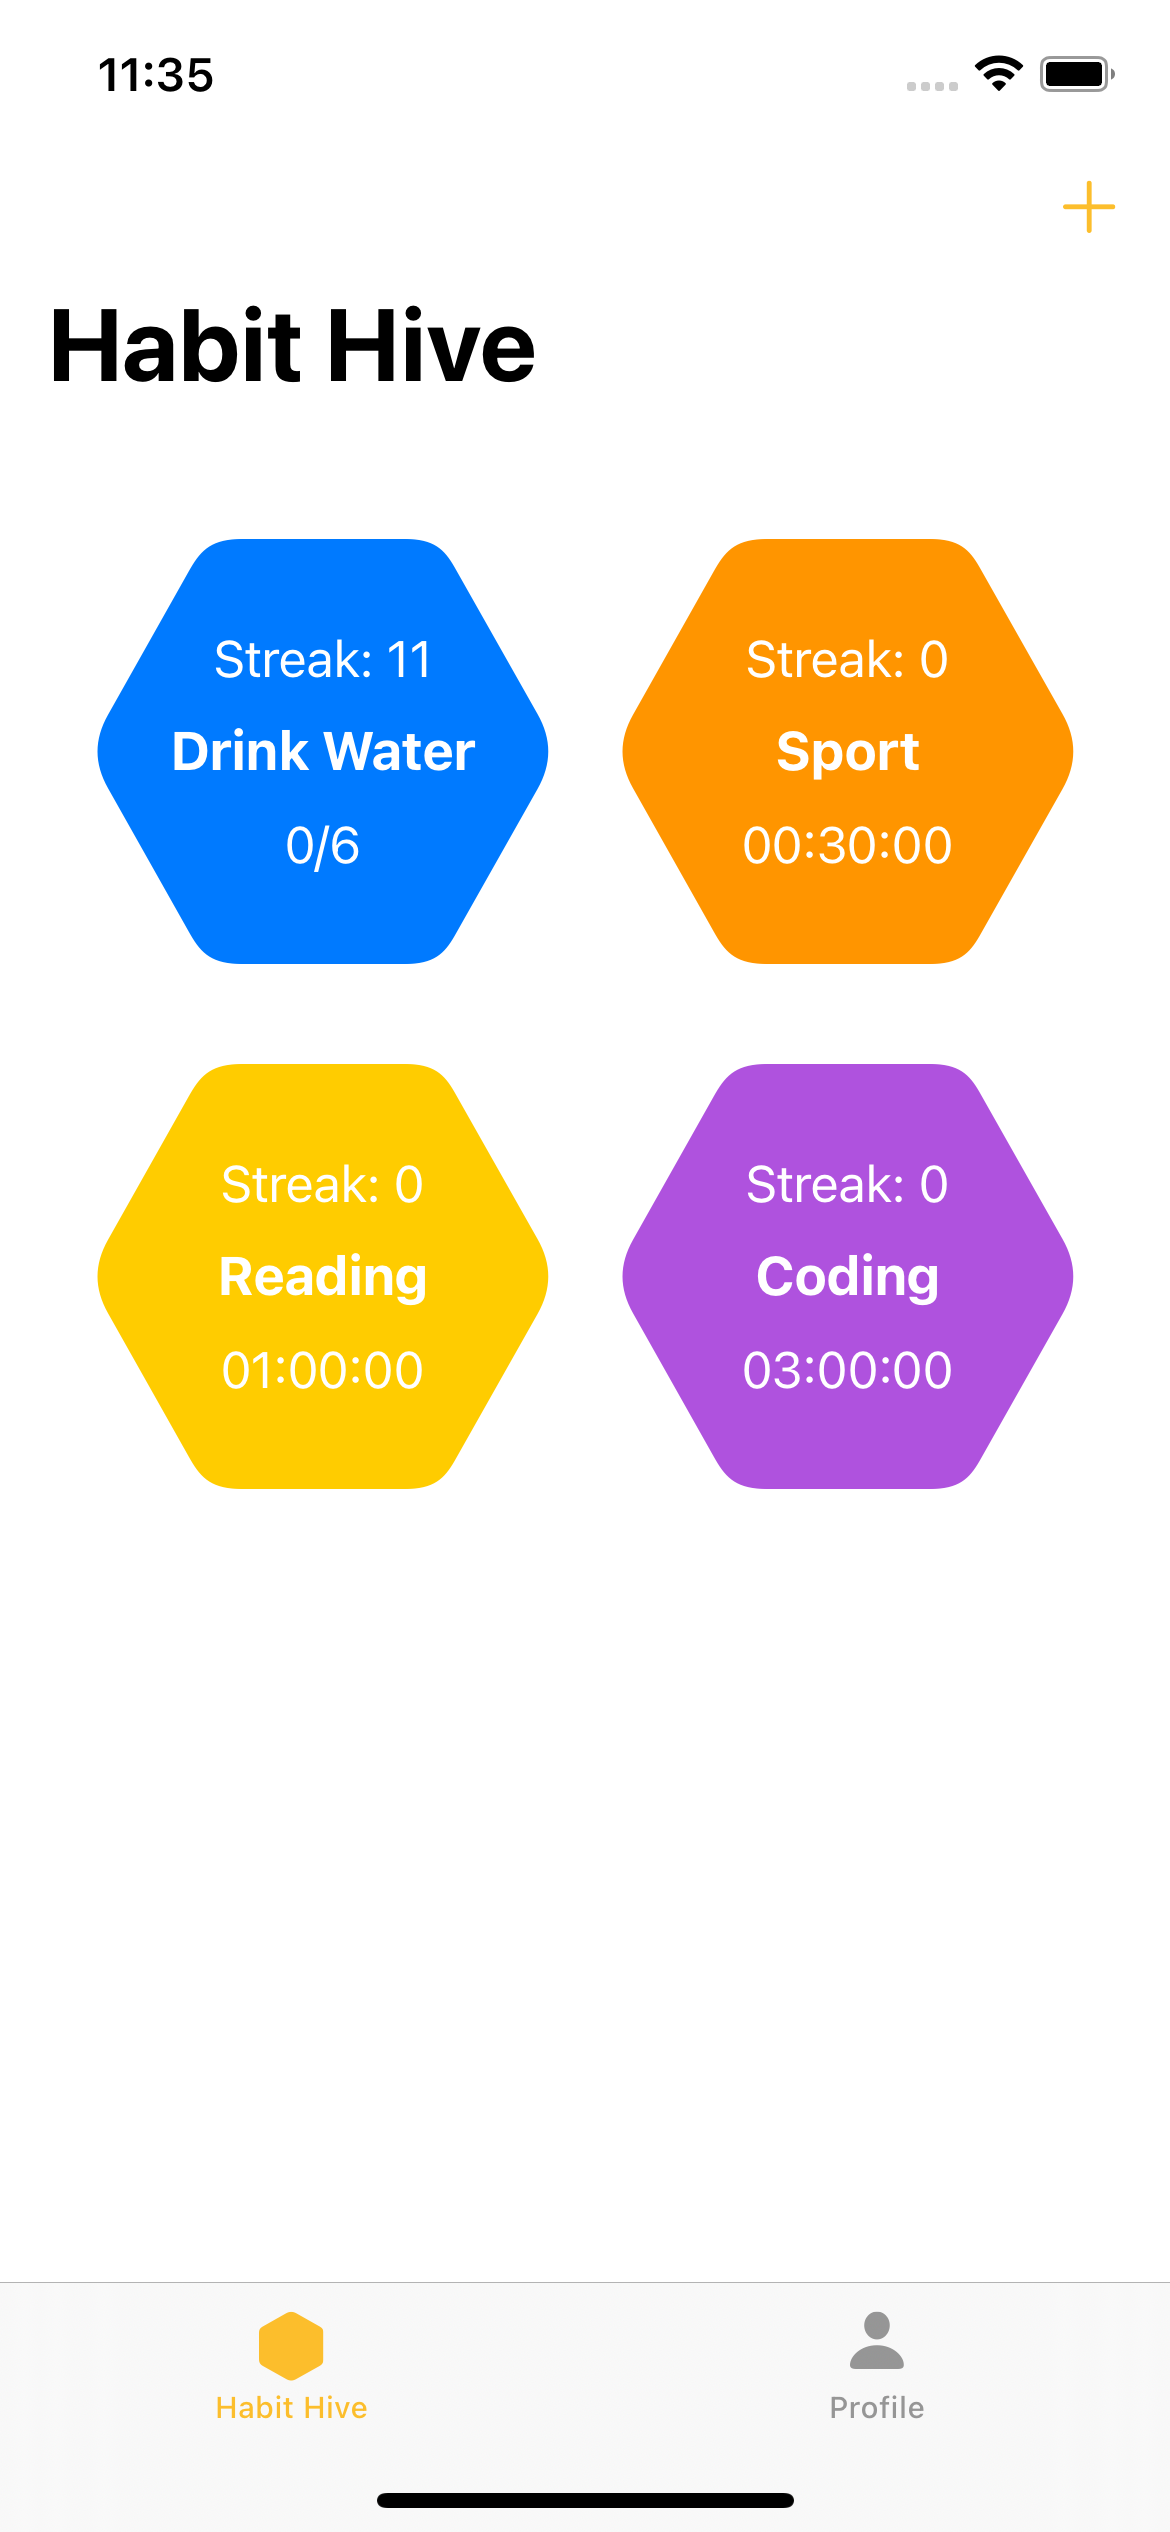 11:35
Habit Hive
Streak: 11
Drink Water
0/6
Streak: 0
Sport
00:30:00
Streak: 0
Reading
01:00:00
Streak: 0
Coding
03:00:00
Habit Hive
Profile